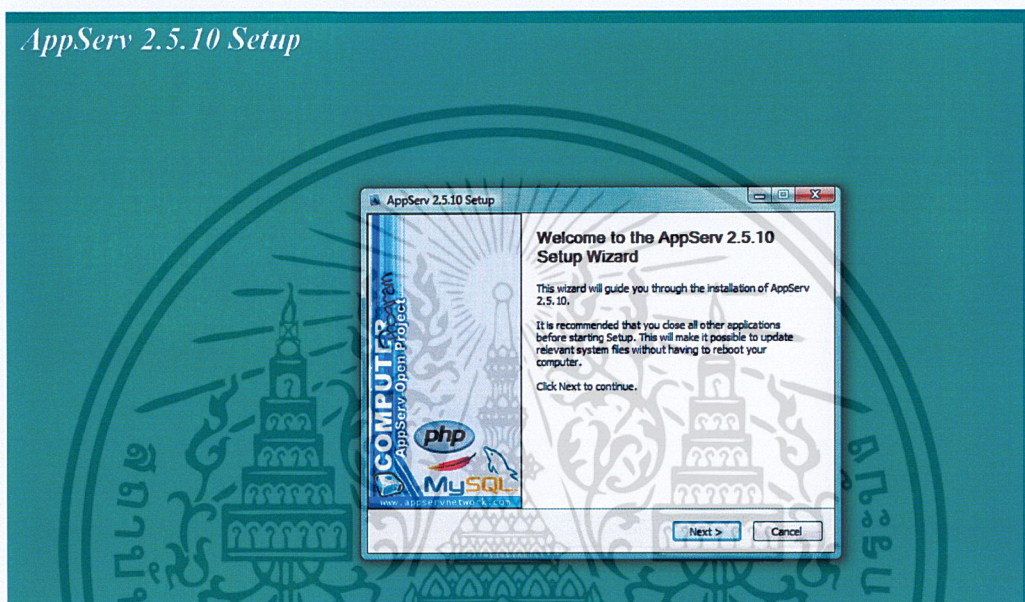 AppServ 2.5.10 Setup
AppServ 2.5.10 Setup
Welcome to the AppServ 2.5.10
Setup Wizard
This wizard will guide you through the installation of AppServ
2.5.10.
It is recommended that you close all other applications
before starting Setup. This will make it possible to update
relevant system files without having to reboot your
computer.
Click Next to continue.
COMPUTER
Program
AppServ Open Project
php
MySQL
www.appservnetwork.com
Next >
Cancel